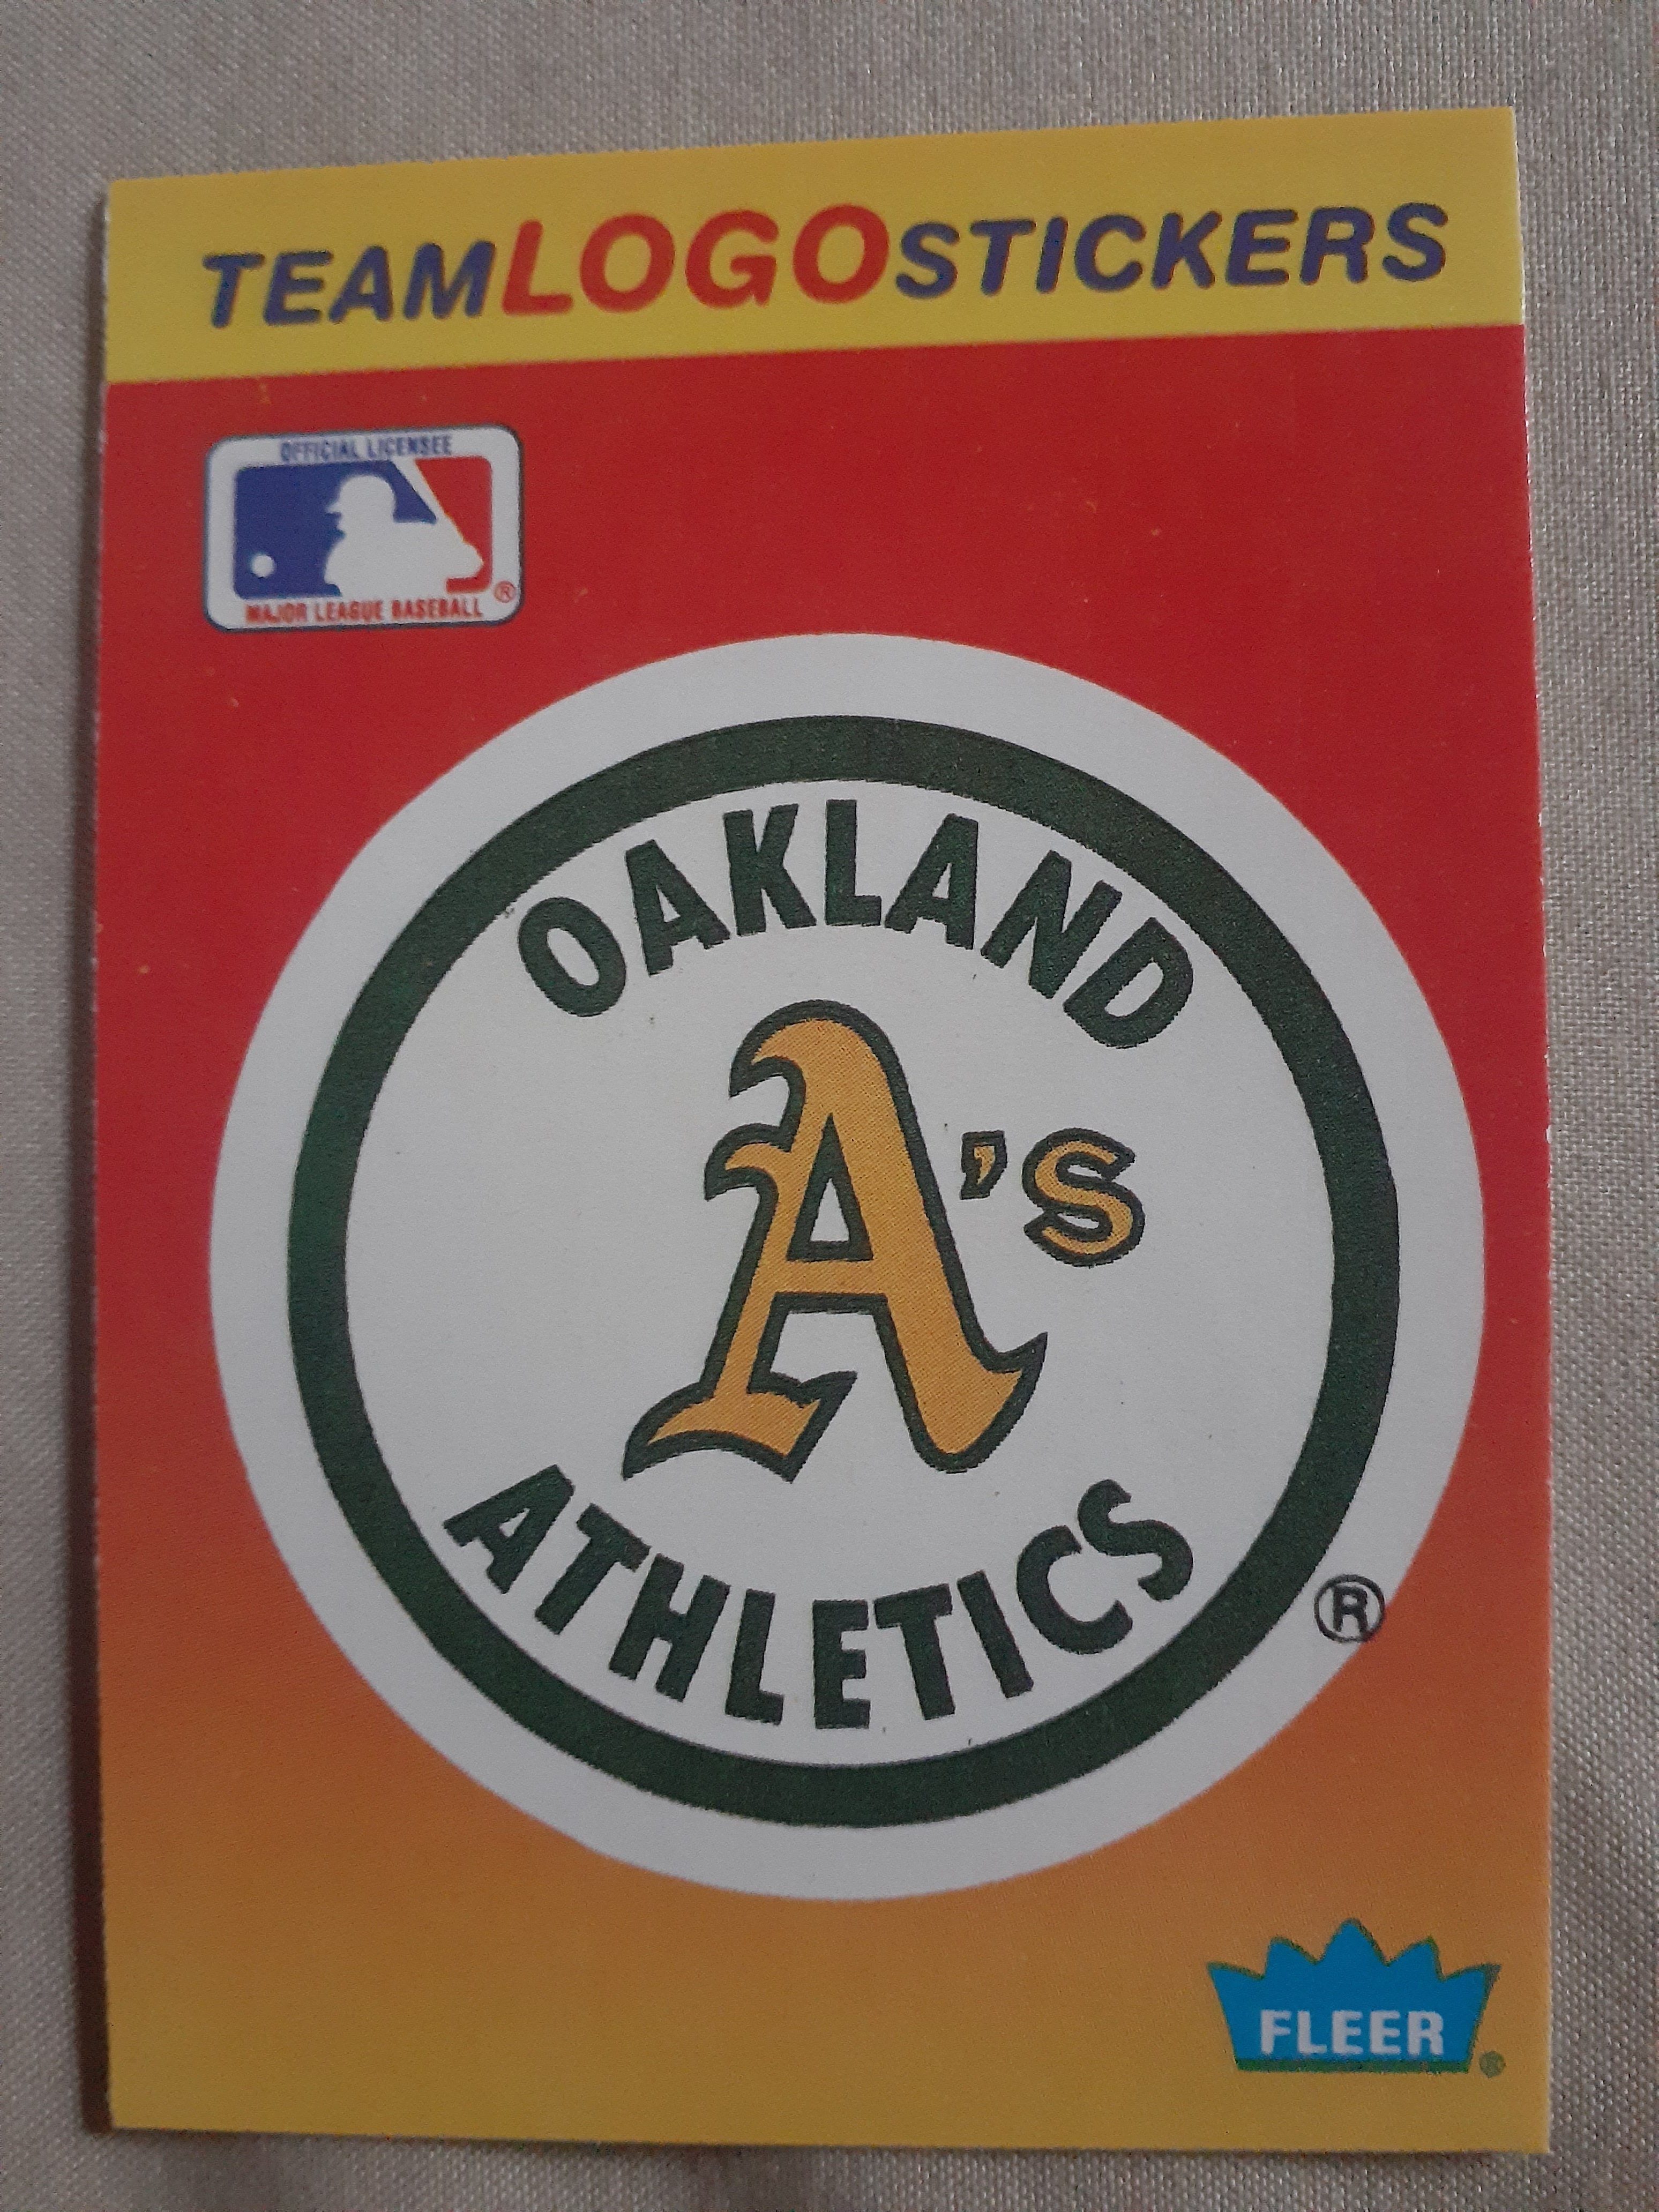 TEAMLOGOSTICKERS
OFFICIAL LICENSEE
®
MAJOR LEAGUE BASEBALL
OAKLAND
A's
ATHLETICS
®
FLEER®